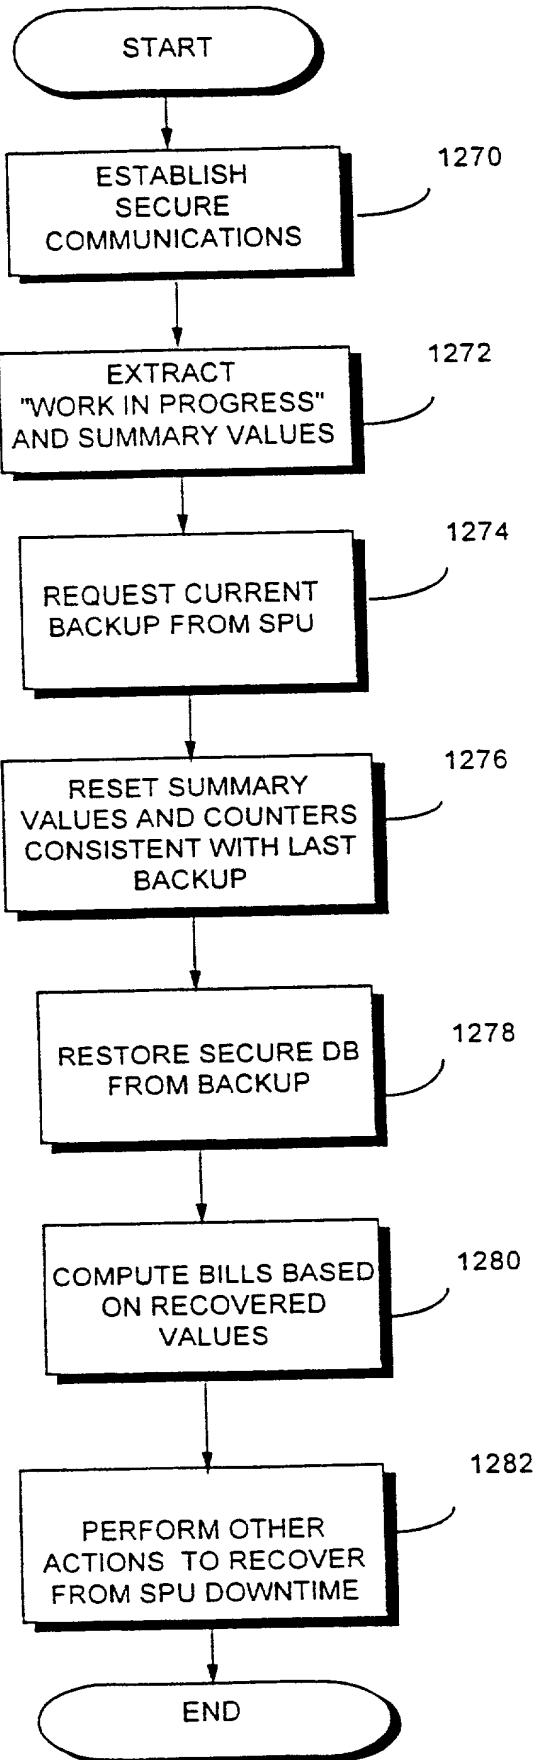 START
1270
ESTABLISH
SECURE
COMMUNICATIONS
1272
EXTRACT
"WORK IN PROGRESS"
AND SUMMARY VALUES
1274
REQUEST CURRENT
BACKUP FROM SPU
1276
RESET SUMMARY
VALUES AND COUNTERS
CONSISTENT WITH LAST
BACKUP
1278
RESTORE SECURE DB
FROM BACKUP
1280
COMPUTE BILLS BASED
ON RECOVERED
VALUES
1282
PERFORM OTHER
ACTIONS TO RECOVER
FROM SPU DOWNTIME
END